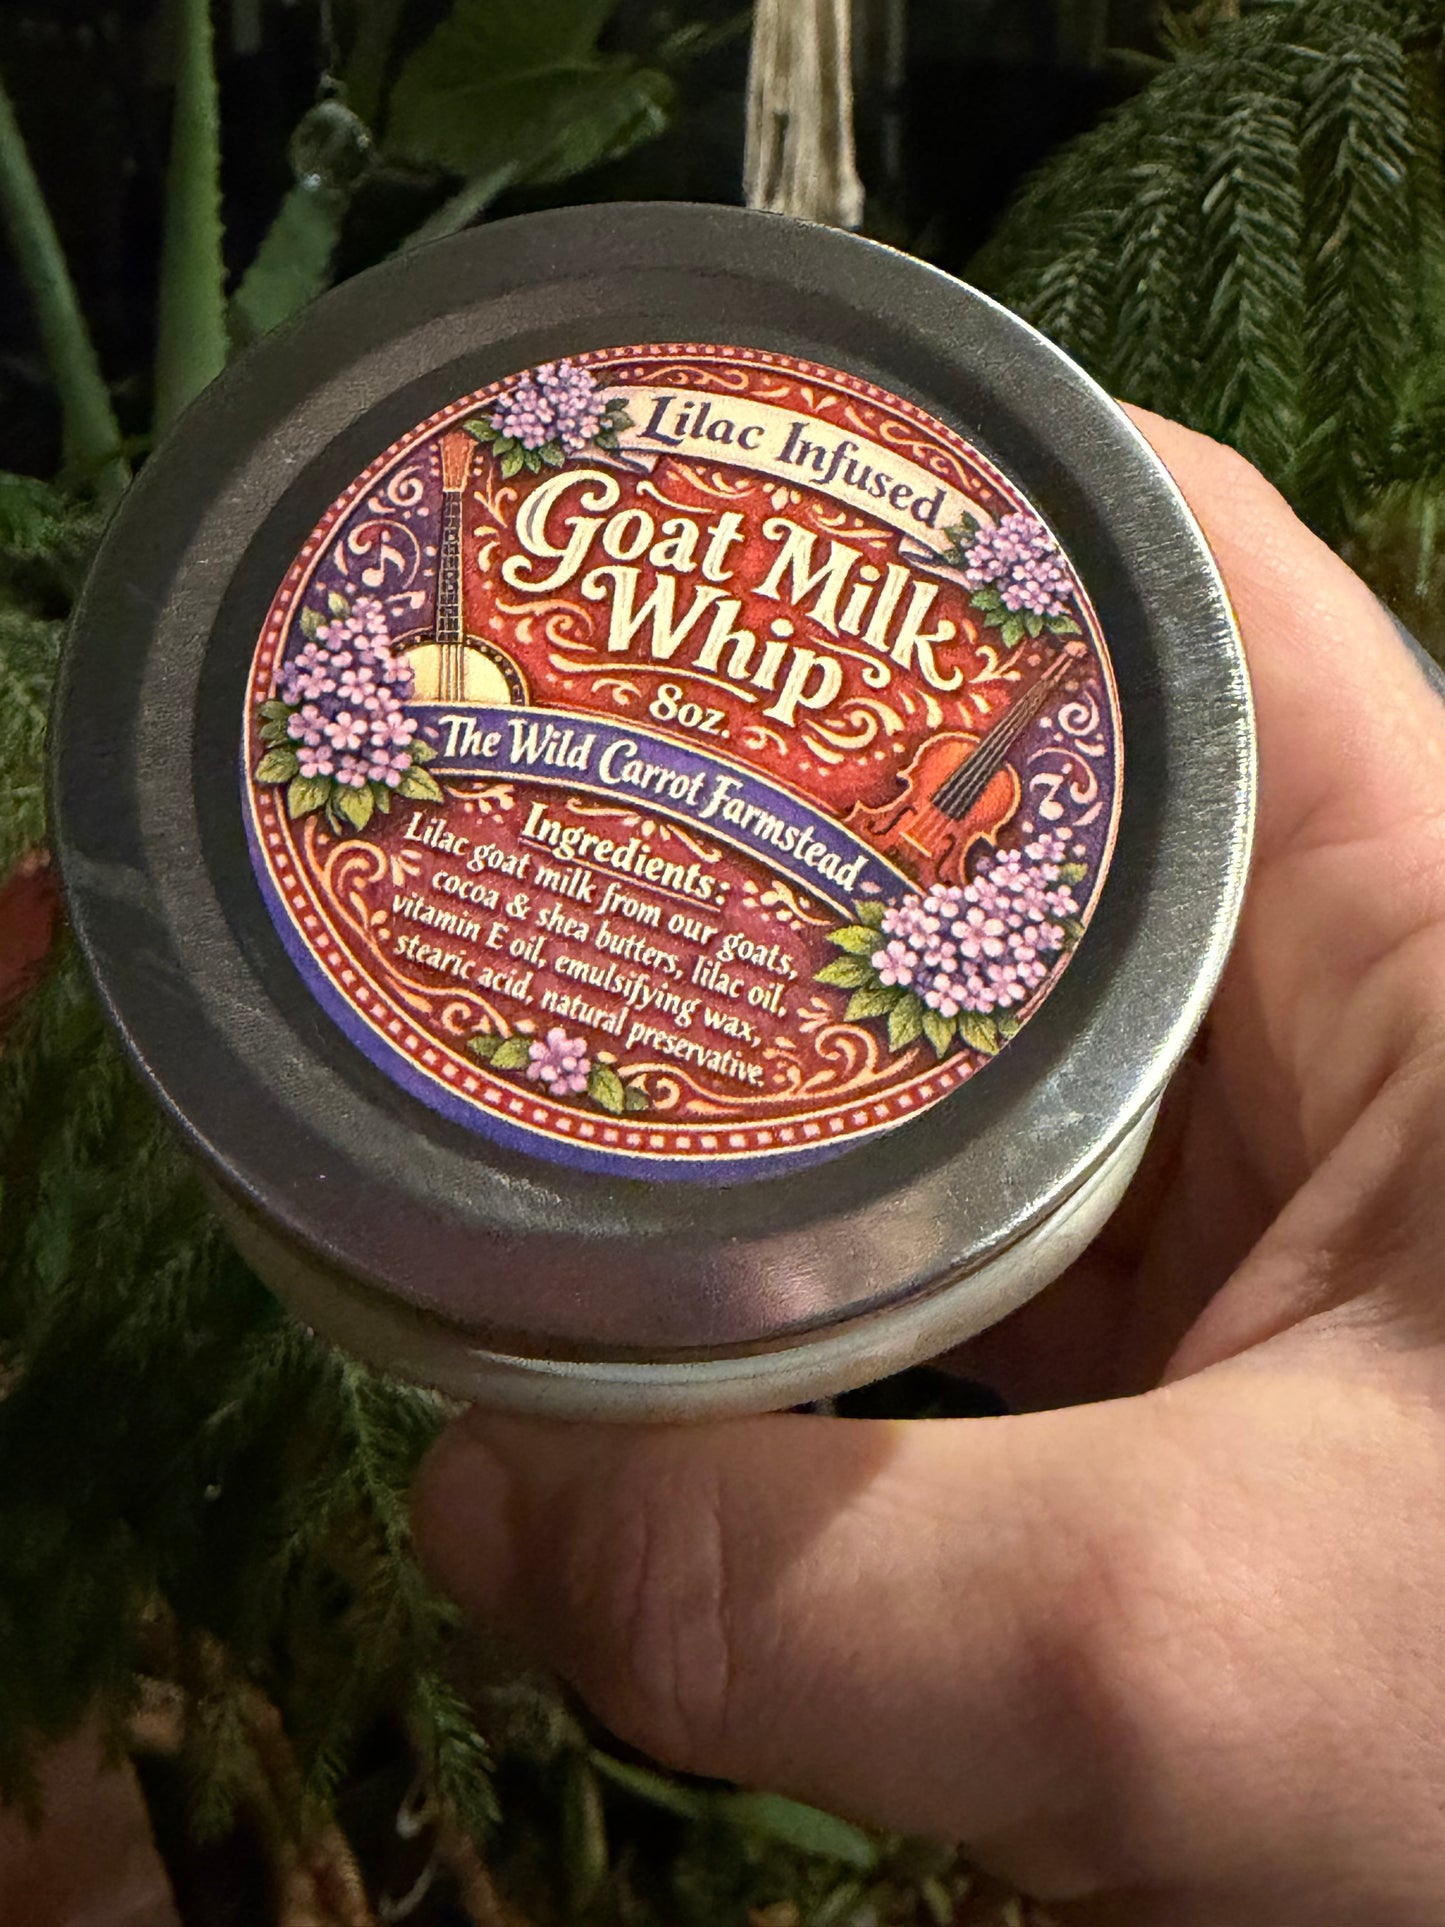 Lilac Infused
Goat Milk
Whip
8oz.
The Wild Carrot Farmstead
Ingredients:
Lilac goat milk from our goats,
cocoa & shea butters, lilac oil,
vitamin E oil, emulsifying wax,
stearic acid, natural preservative.